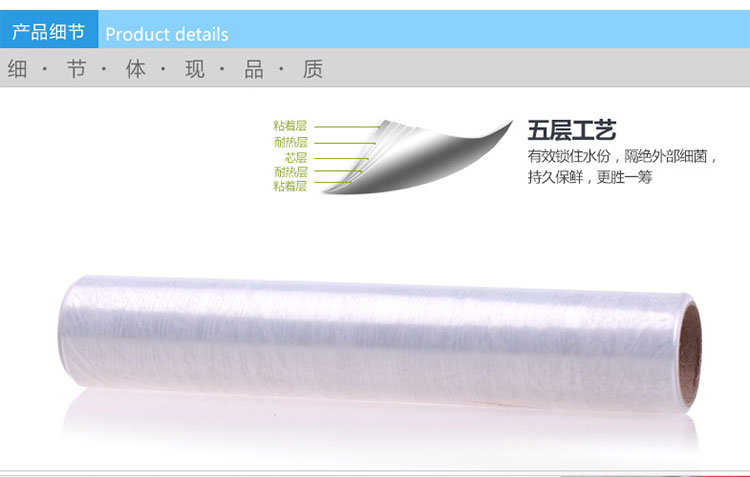 产品细节 Product details
细·节·体·现·品·质
粘着层
耐热层
芯层
耐热层
粘着层
五层工艺
有效锁住水份，隔绝外部细菌，
持久保鲜，更胜一筹